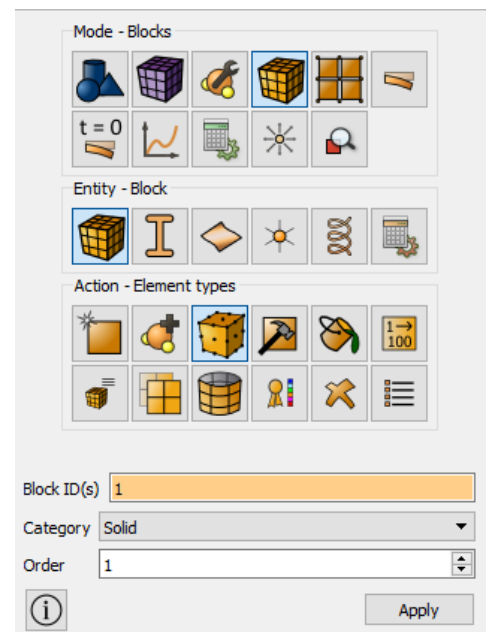 Mode - Blocks
t = 0
Entity - Block
Action - Element types
1→
100
Block ID(s) 1
Category Solid
Order 1
i
Apply